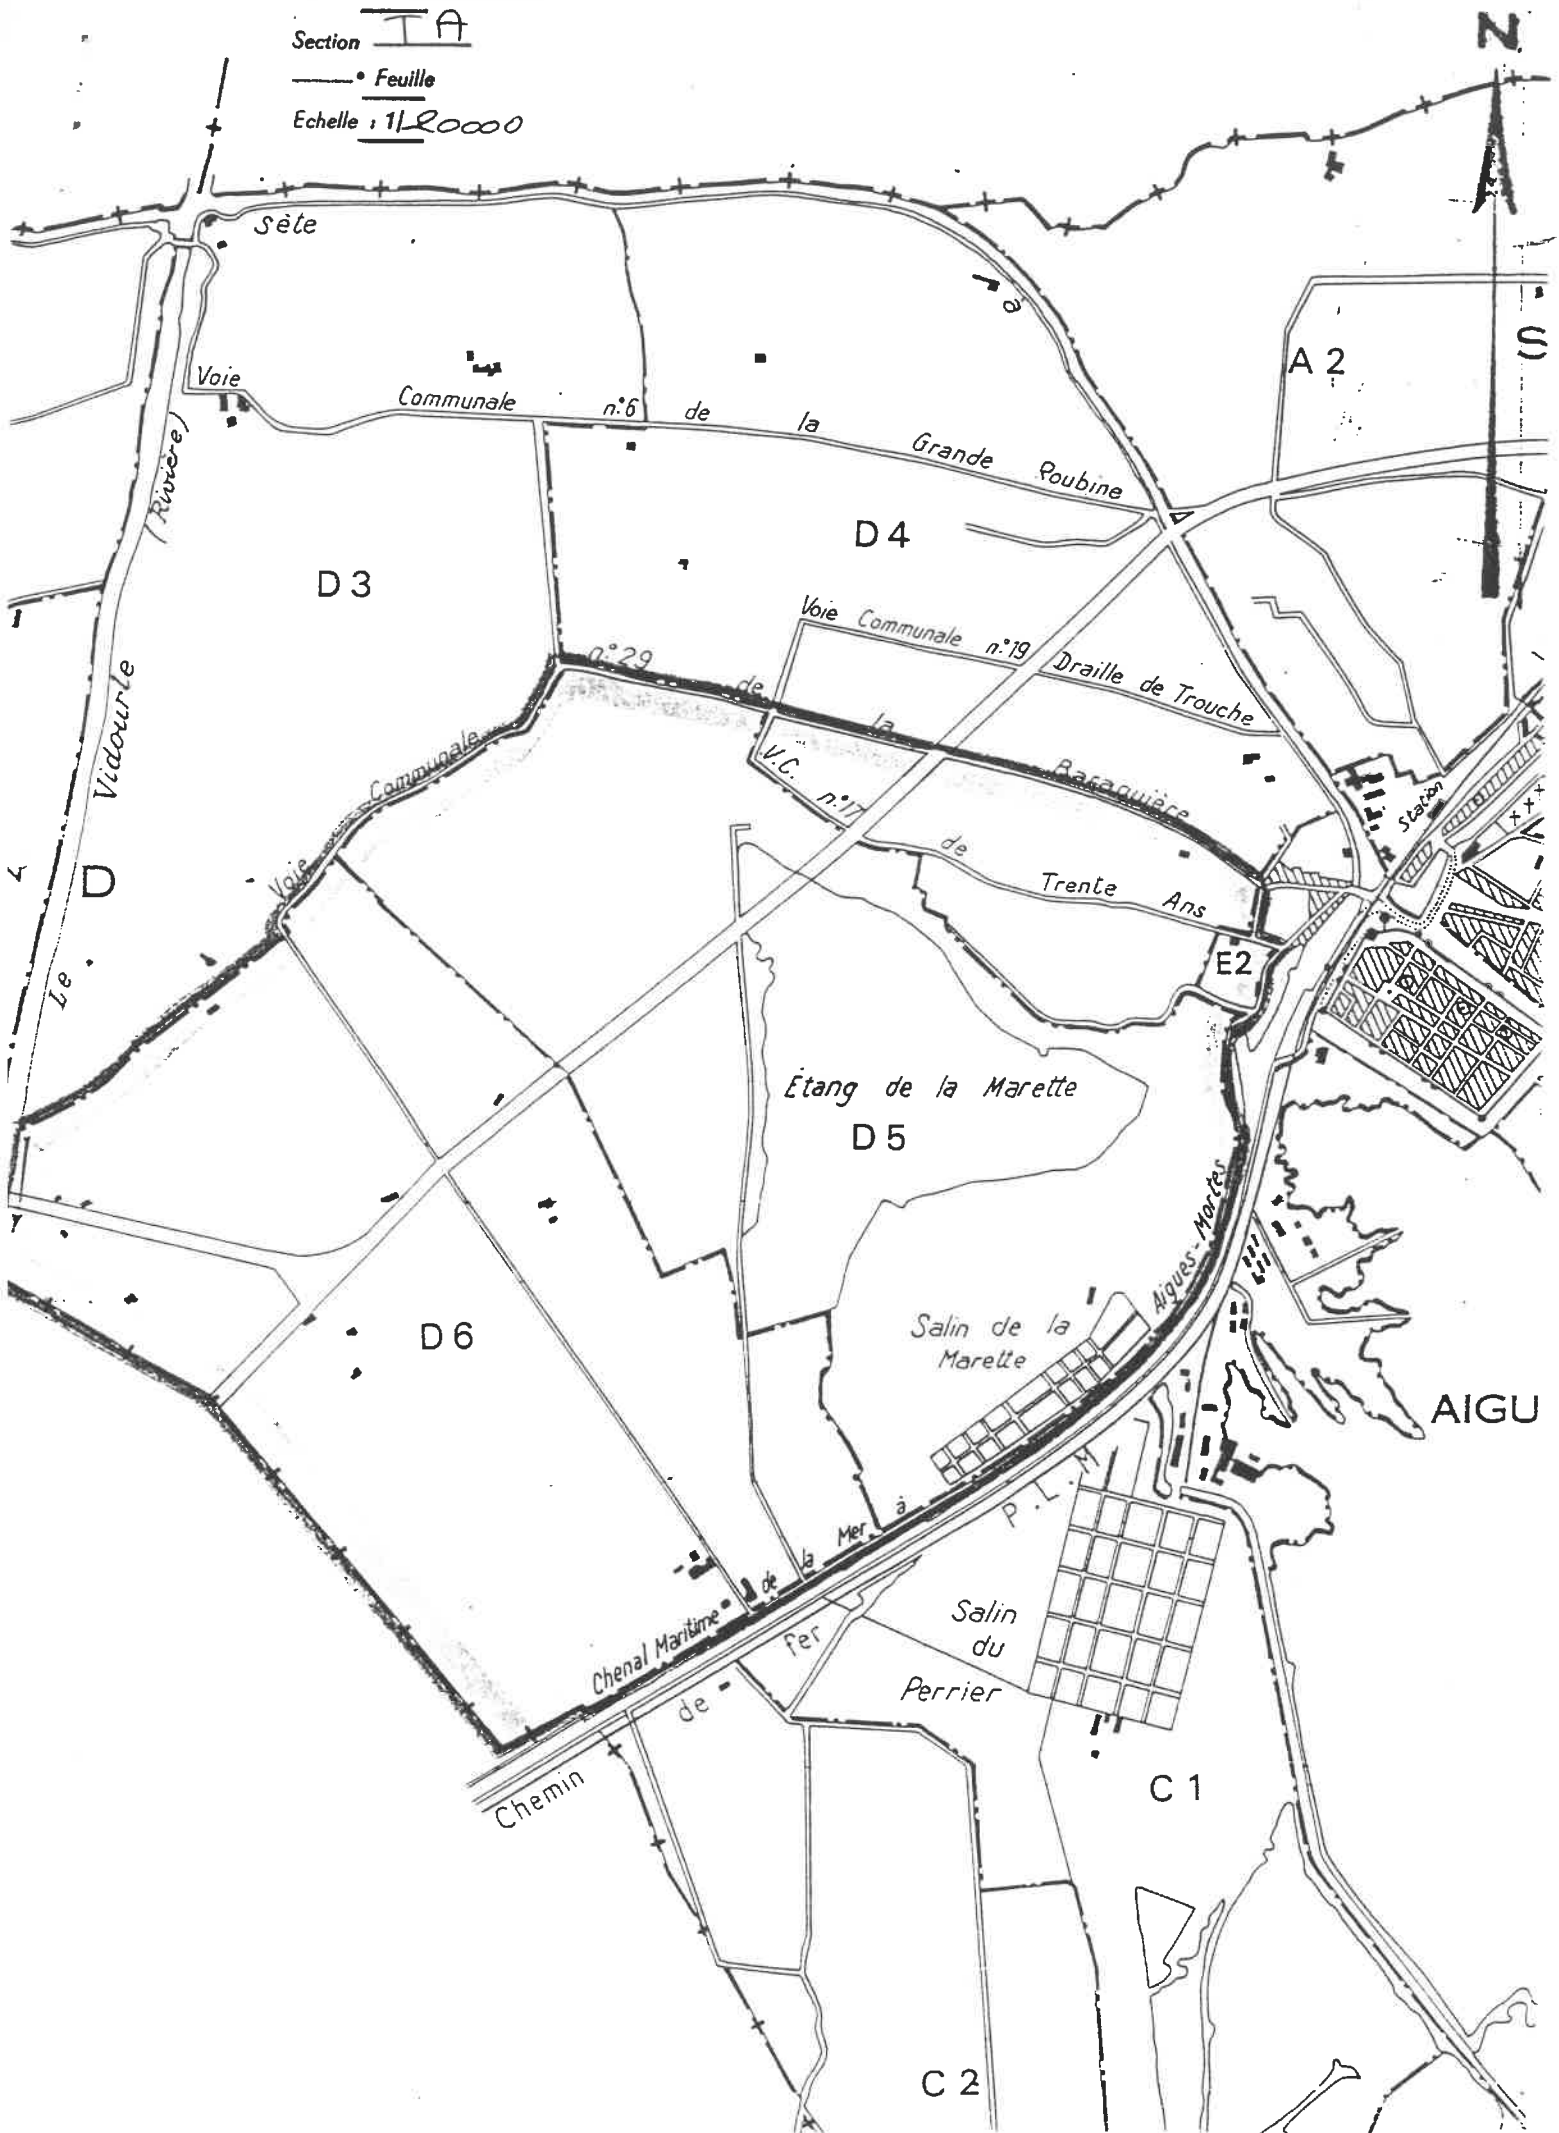 Section I A
• Feuille
Echelle : 1/20000
N
Sète
à
A 2
S
Voie Communale n:6 de la Grande Roubine
(Rivière)
D 4
D 3
Voie Communale n:19 Draille de Trouche
n:29 de la Baraquière
Vidourle
Voie Communale
V.C. n:17 de Trente Ans
Station
D
Le
E2
Étang de la Marette
D 5
Aigues-Mortes
D 6
Salin de la
Marette
AIGU
P.L.M
Chenal Maritime de la Mer à
Salin
du
Perrier
Chemin de fer
C 1
C 2